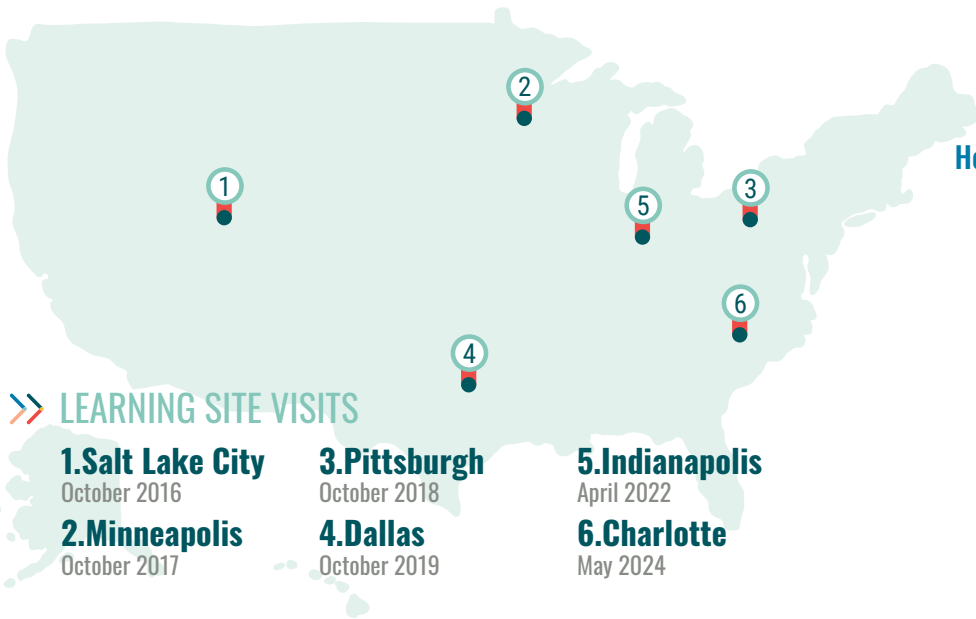 2
1
3
5
6
4
LEARNING SITE VISITS
1.Salt Lake City
October 2016
2.Minneapolis
October 2017
3.Pittsburgh
October 2018
4.Dallas
October 2019
5.Indianapolis
April 2022
6.Charlotte
May 2024